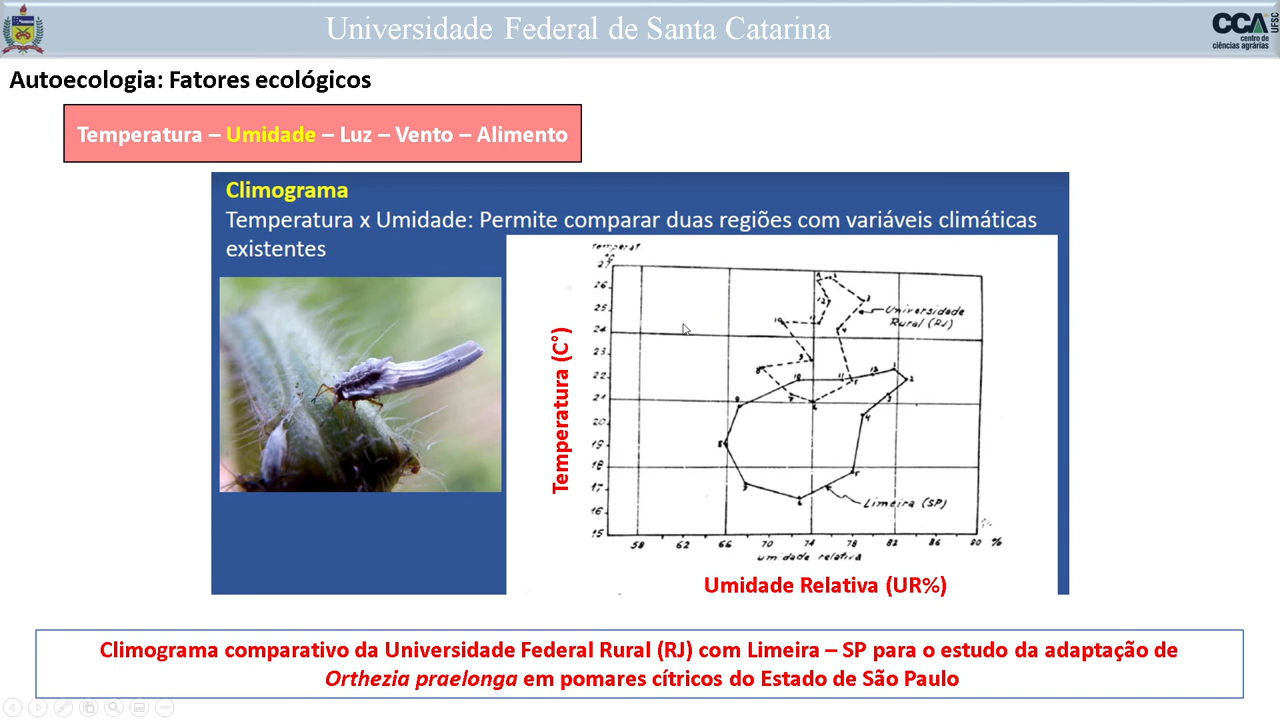 Universidade Federal de Santa Catarina
CCA
UFSC
centro de
ciências agrárias
Autoecologia: Fatores ecológicos
Temperatura – Umidade – Luz – Vento – Alimento
Climograma
Temperatura x Umidade: Permite comparar duas regiões com variáveis climáticas
existentes
temperat
ºC
27
26
25
24
23
22
21
20
19
18
17
16
15
Temperatura (C°)
Universidade
Rural (RJ)
Limeira (SP)
58 62 66 70 74 78 82 86 90 %
umidade relativa
Umidade Relativa (UR%)
Climograma comparativo da Universidade Federal Rural (RJ) com Limeira – SP para o estudo da adaptação de
Orthezia praelonga em pomares cítricos do Estado de São Paulo